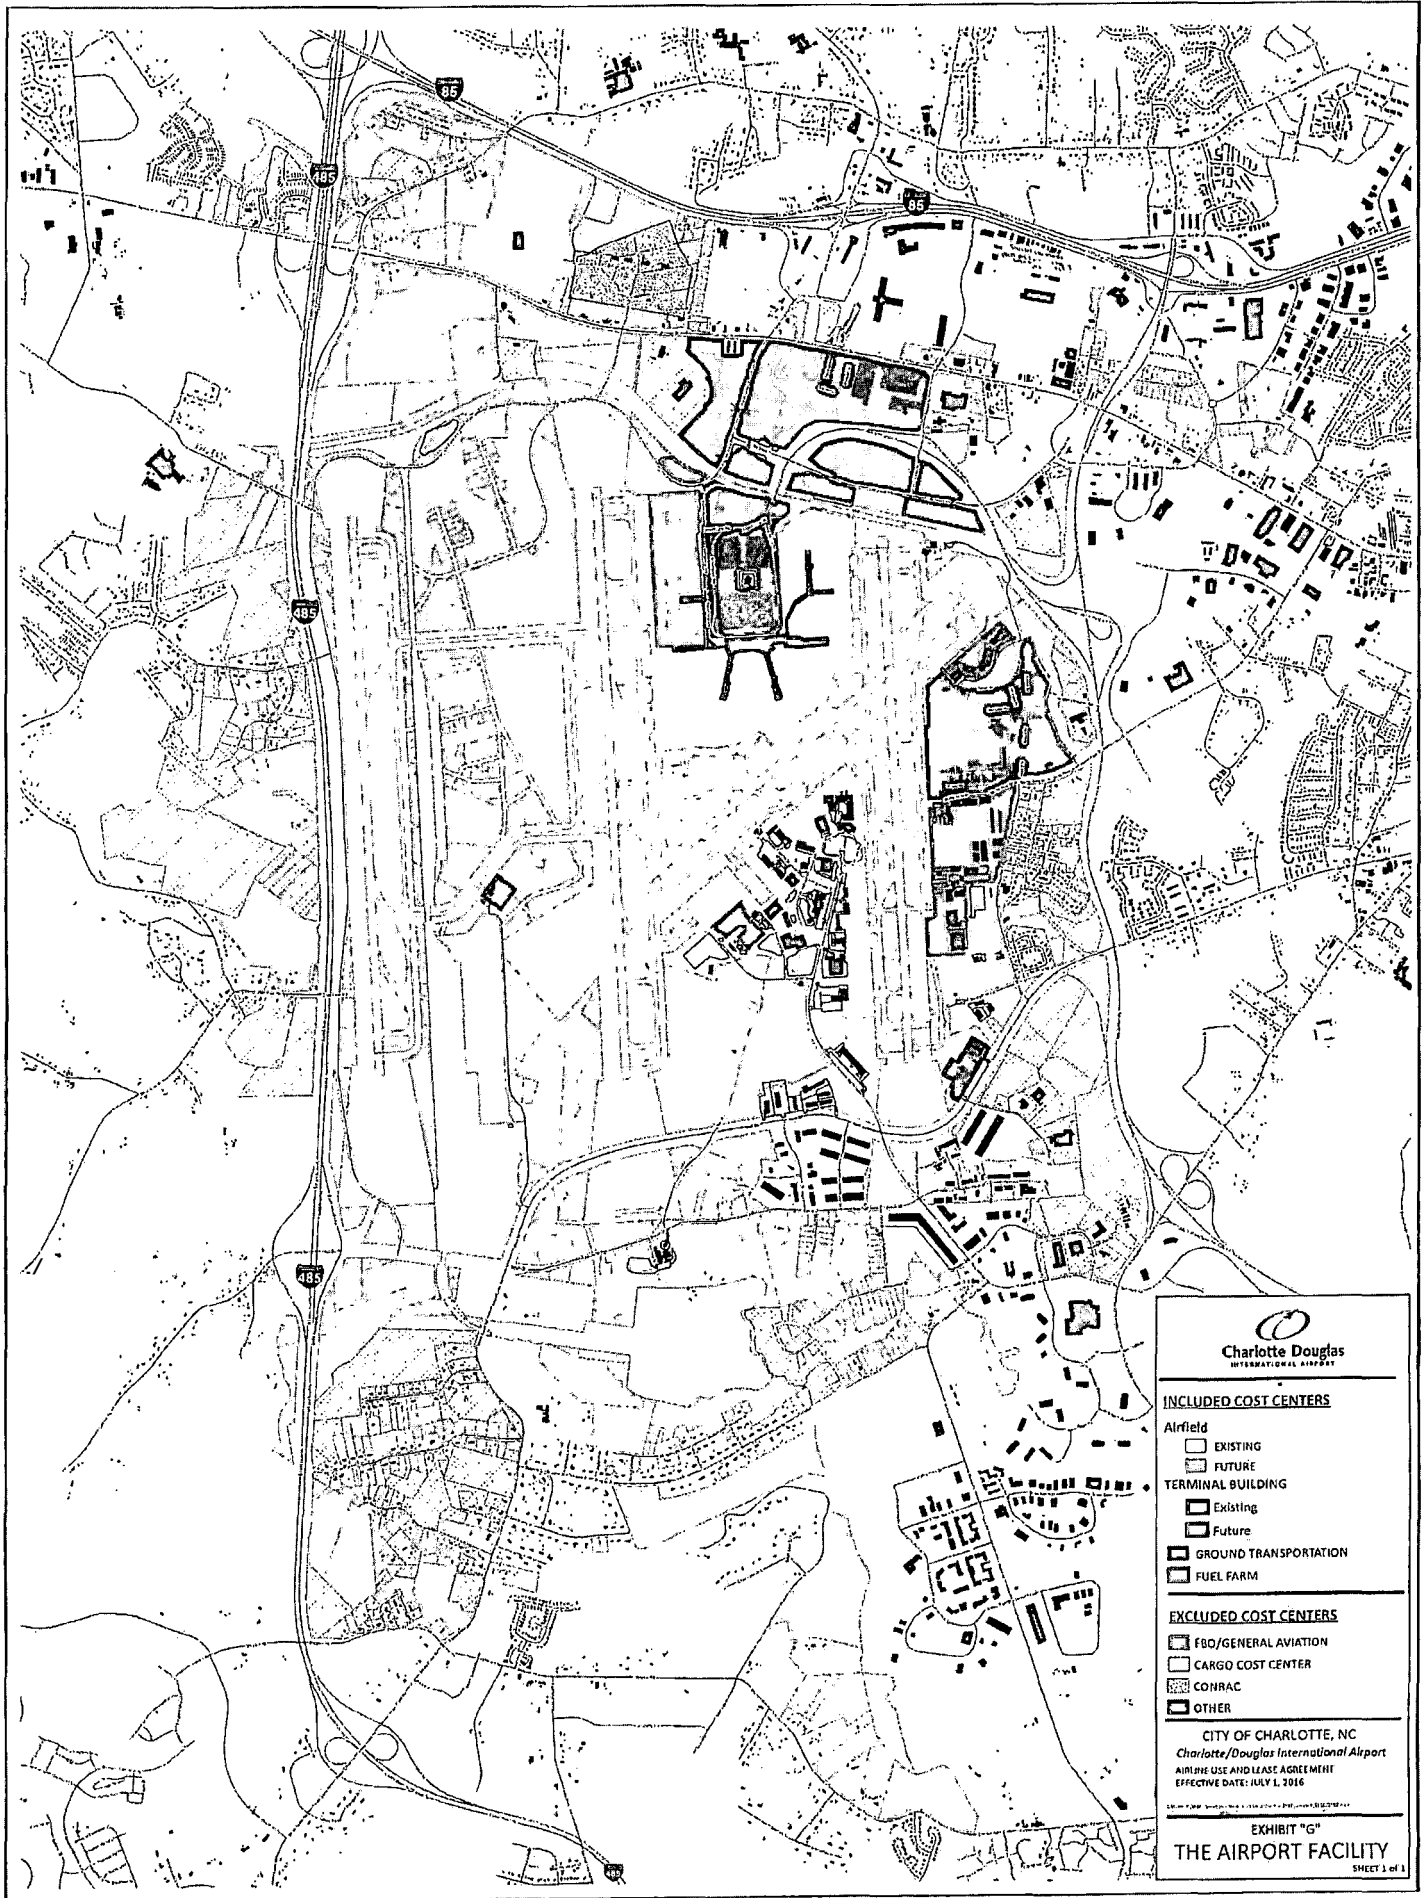 85
485
85
485
485
485
Charlotte Douglas
INTERNATIONAL AIRPORT
INCLUDED COST CENTERS
Airfield
EXISTING
FUTURE
TERMINAL BUILDING
Existing
Future
GROUND TRANSPORTATION
FUEL FARM
EXCLUDED COST CENTERS
FBO/GENERAL AVIATION
CARGO COST CENTER
CONRAC
OTHER
CITY OF CHARLOTTE, NC
Charlotte/Douglas International Airport
AIRLINE USE AND LEASE AGREEMENT
EFFECTIVE DATE: JULY 1, 2016
EXHIBIT "G"
THE AIRPORT FACILITY
SHEET 1 of 1